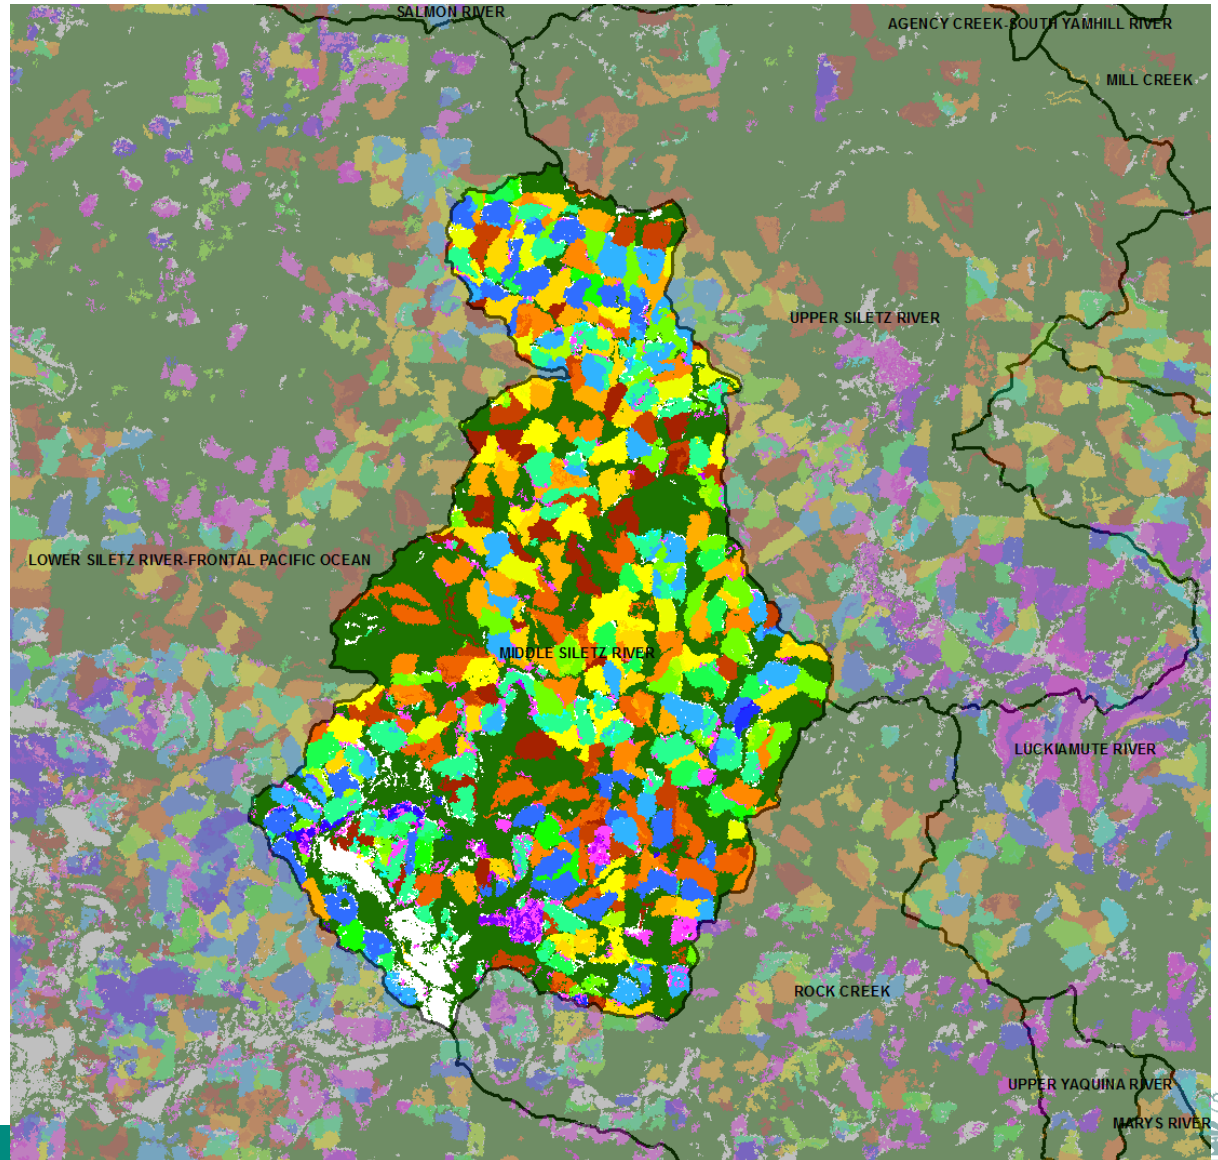 SALMON RIVER
AGENCY CREEK-SOUTH YAMHILL RIVER
MILL CREEK
UPPER SILETZ RIVER
LOWER SILETZ RIVER-FRONTAL PACIFIC OCEAN
MIDDLE SILETZ RIVER
LUCKIAMUTE RIVER
ROCK CREEK
UPPER YAQUINA RIVER
MARYS RIVER